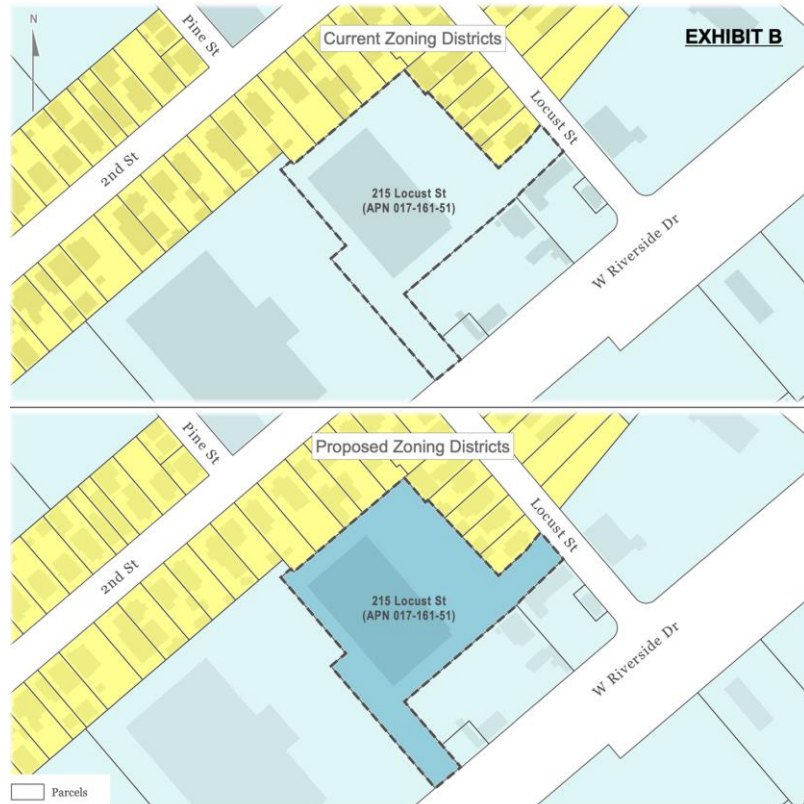 N
Pine St
Current Zoning Districts
EXHIBIT B
Locust St
2nd St
215 Locust St
(APN 017-161-51)
W Riverside Dr
Pine St
Proposed Zoning Districts
Locust St
2nd St
215 Locust St
(APN 017-161-51)
W Riverside Dr
Parcels